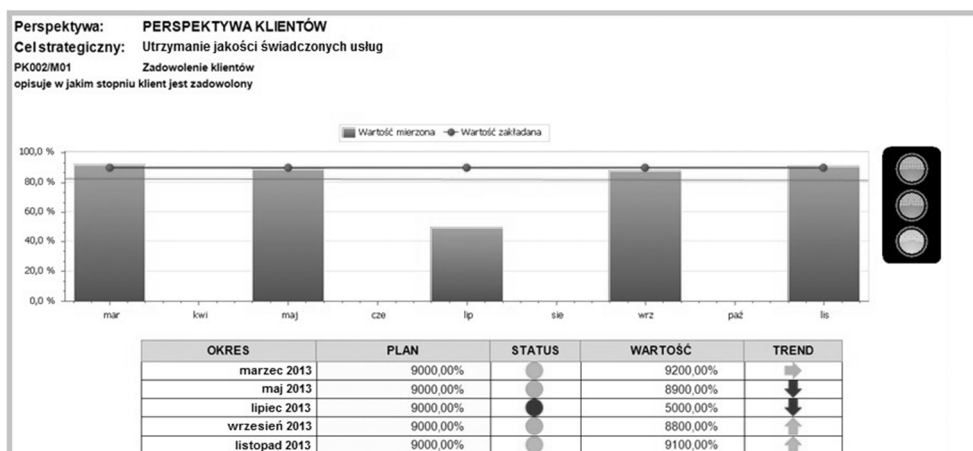 Perspektywa: PERSPEKTYWA KLIENTÓW
Cel strategiczny: Utrzymanie jakości świadczonych usług
PK002/M01 Zadowolenie klientów
opisuje w jakim stopniu klient jest zadowolony
Wartość mierzona Wartość zakładana
100,0 %
80,0 %
60,0 %
40,0 %
20,0 %
0,0 %
mar kwi maj cze lip sie wrz paź lis
OKRES PLAN STATUS WARTOŚĆ TREND
marzec 2013 9000,00% 9200,00%
maj 2013 9000,00% 8900,00%
lipiec 2013 9000,00% 5000,00%
wrzesień 2013 9000,00% 8800,00%
listopad 2013 9000,00% 9100,00%